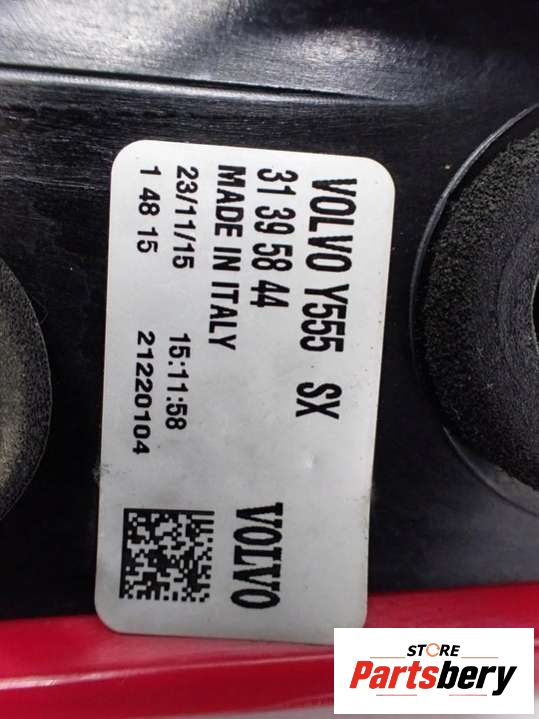 VOLVO Y555 SX
31 39 58 44
MADE IN ITALY
23/11/15 15:11:58
1 48 15 21220104
VOLVO
STORE
Partsbery